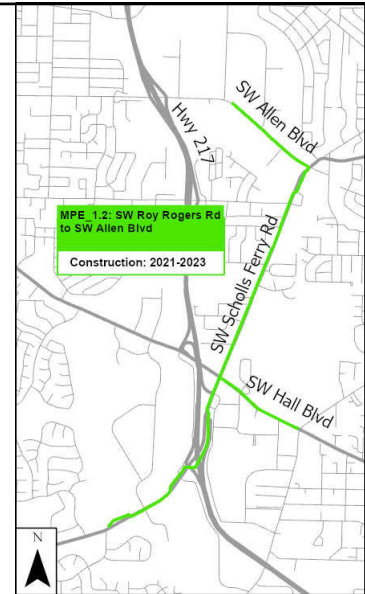 SW Allen Blvd
Hwy 217
MPE_1.2: SW Roy Rogers Rd
to SW Allen Blvd
Construction: 2021-2023
SW Scholls Ferry Rd
SW Hall Blvd
N